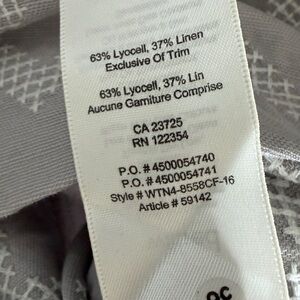 63% Lyocell, 37% Linen
Exclusive Of Trim
63% Lyocell, 37% Lin
Aucune Garniture Comprise
CA 23725
RN 122354
P.O. # 4500054740
P.O. # 4500054741
Style # WTN4-8558CF-16
Article # 59142